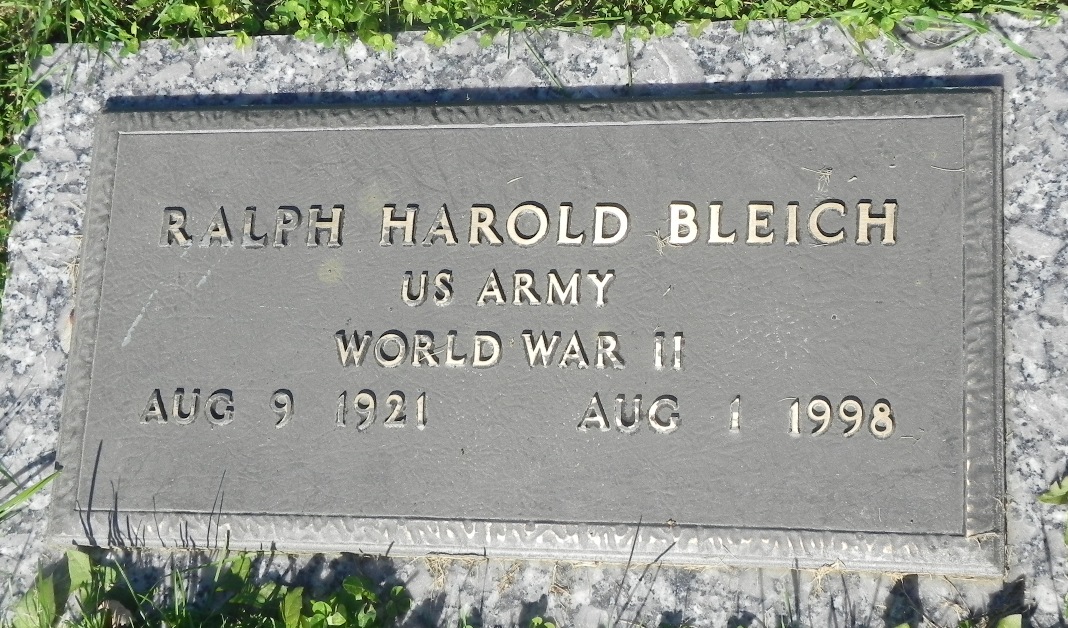 RALPH HAROLD BLEICH
US ARMY
WORLD WAR II
AUG 9 1921 AUG 1 1998